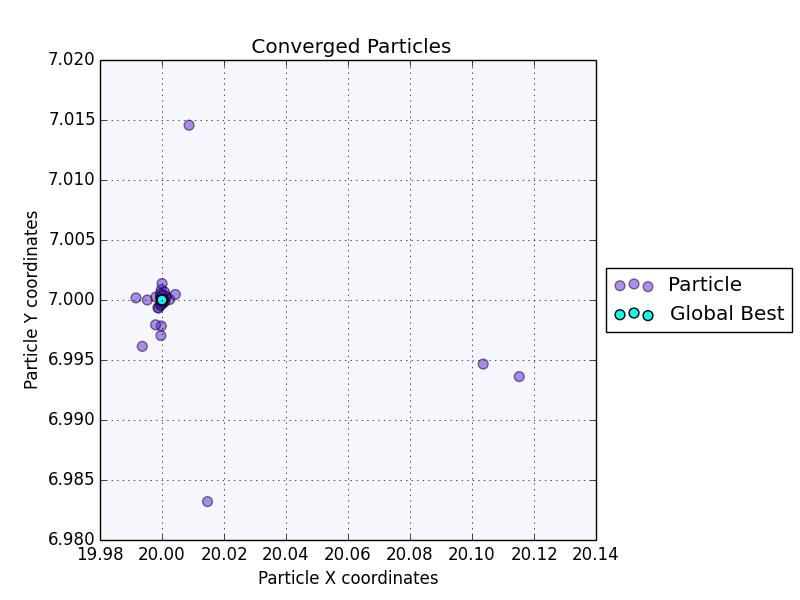 Converged Particles
7.020
7.015
7.010
7.005
7.000
6.995
6.990
6.985
6.980
19.98 20.00 20.02 20.04 20.06 20.08 20.10 20.12 20.14
Particle X coordinates
Particle Y coordinates
Particle
Global Best